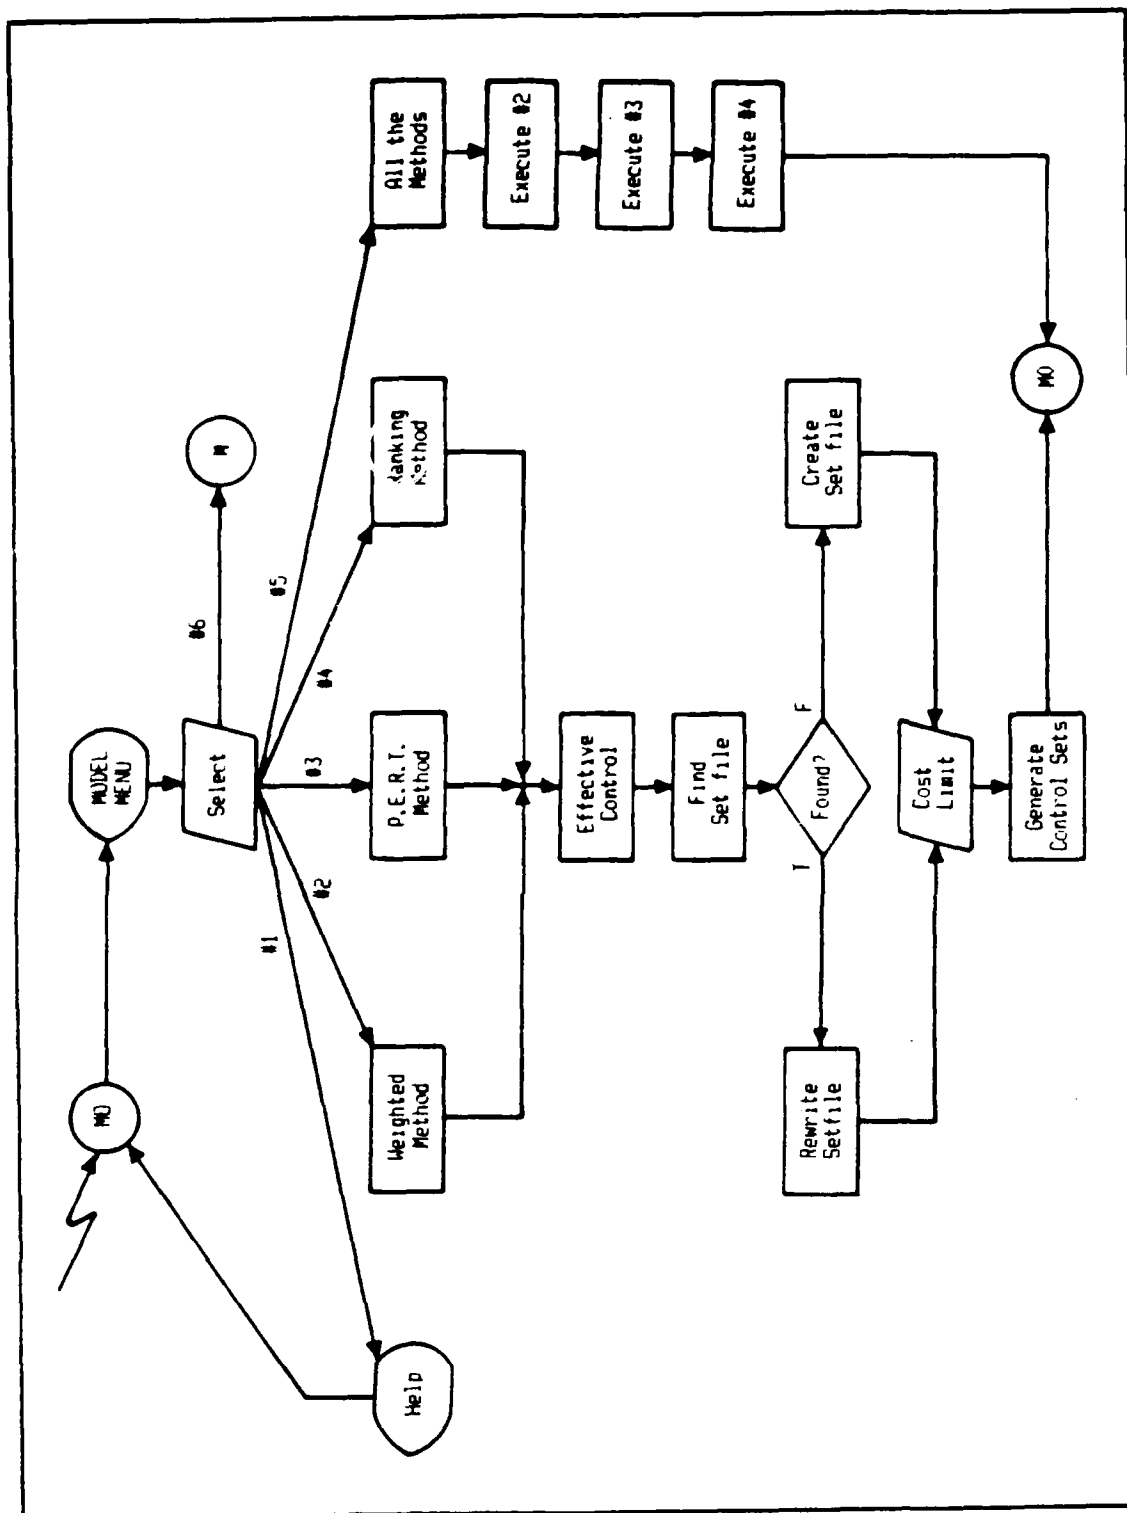 MO
MODEL
MENU
Select
#6
M
#1
#2
#3
#4
#5
Help
Weighted
Method
P.E.R.T.
Method
Method
All the
Methods
Execute #2
Execute #3
Execute #4
Effective
Control
Find
Set file
Found?
T
F
Rewrite
Setfile
Create
Set file
Cost
Limit
Generate
Control Sets
MO